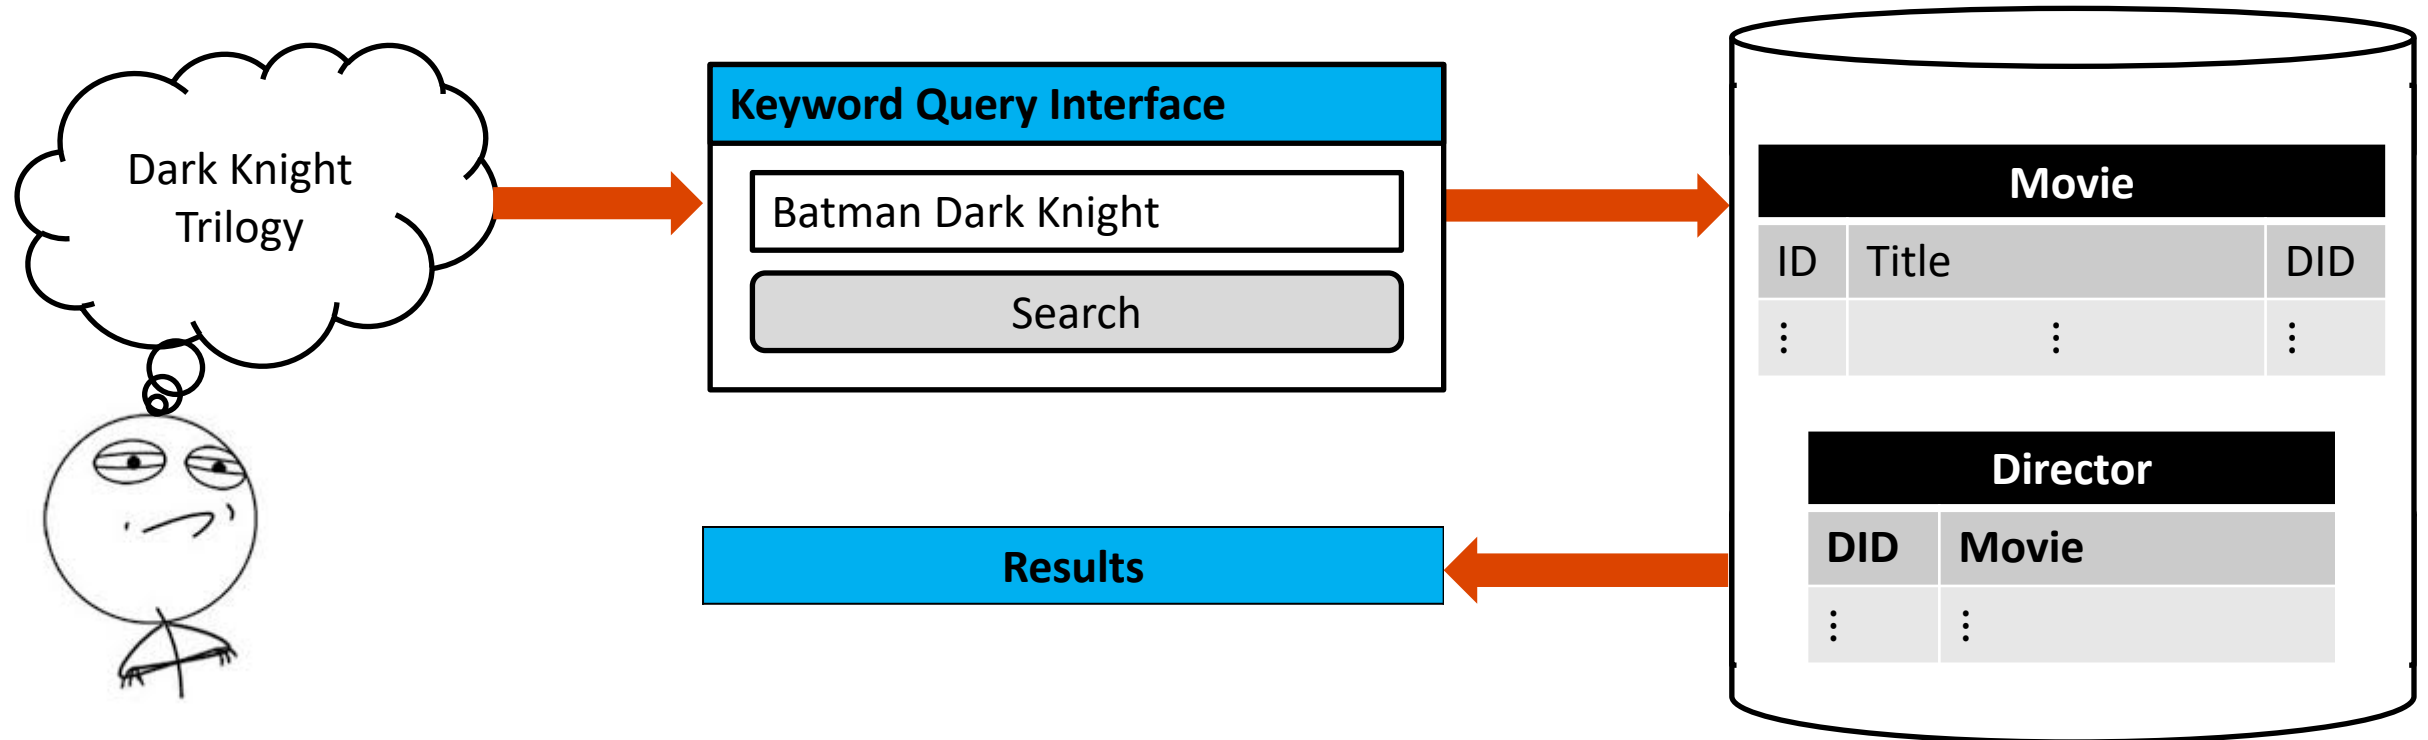 Dark Knight
Trilogy
Keyword Query Interface
Batman Dark Knight
Search
Results
Movie
ID Title DID
⋮ ⋮ ⋮
Director
DID Movie
⋮ ⋮